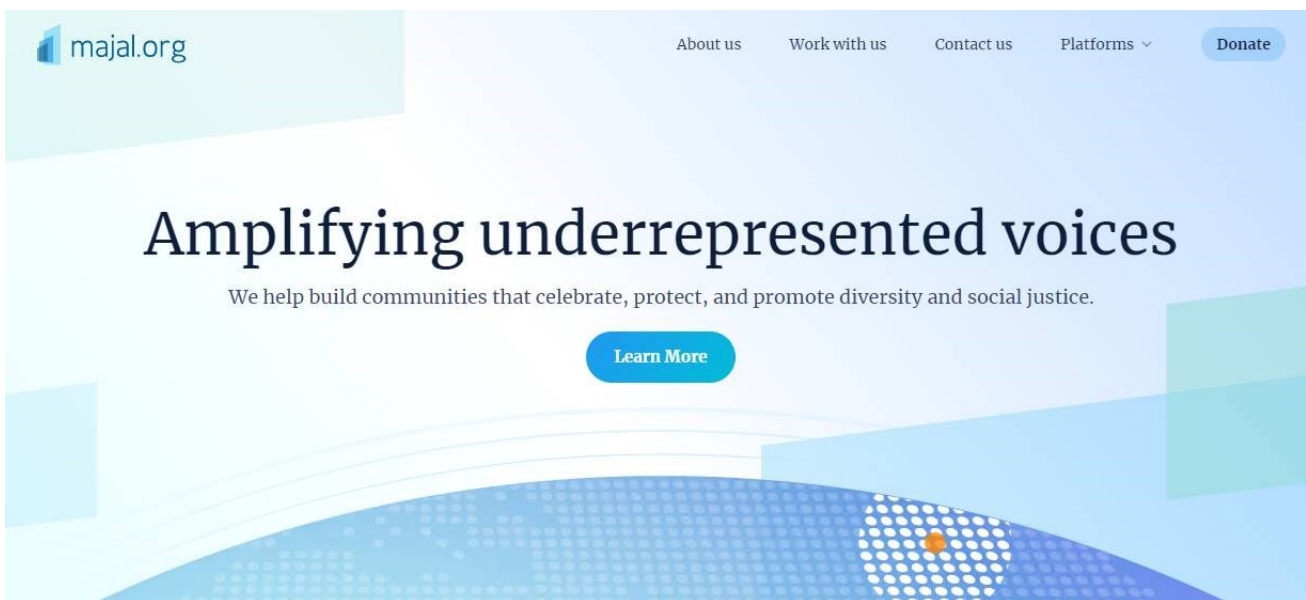 majal.org
About us
Work with us
Contact us
Platforms
Donate
Amplifying underrepresented voices
We help build communities that celebrate, protect, and promote diversity and social justice.
Learn More